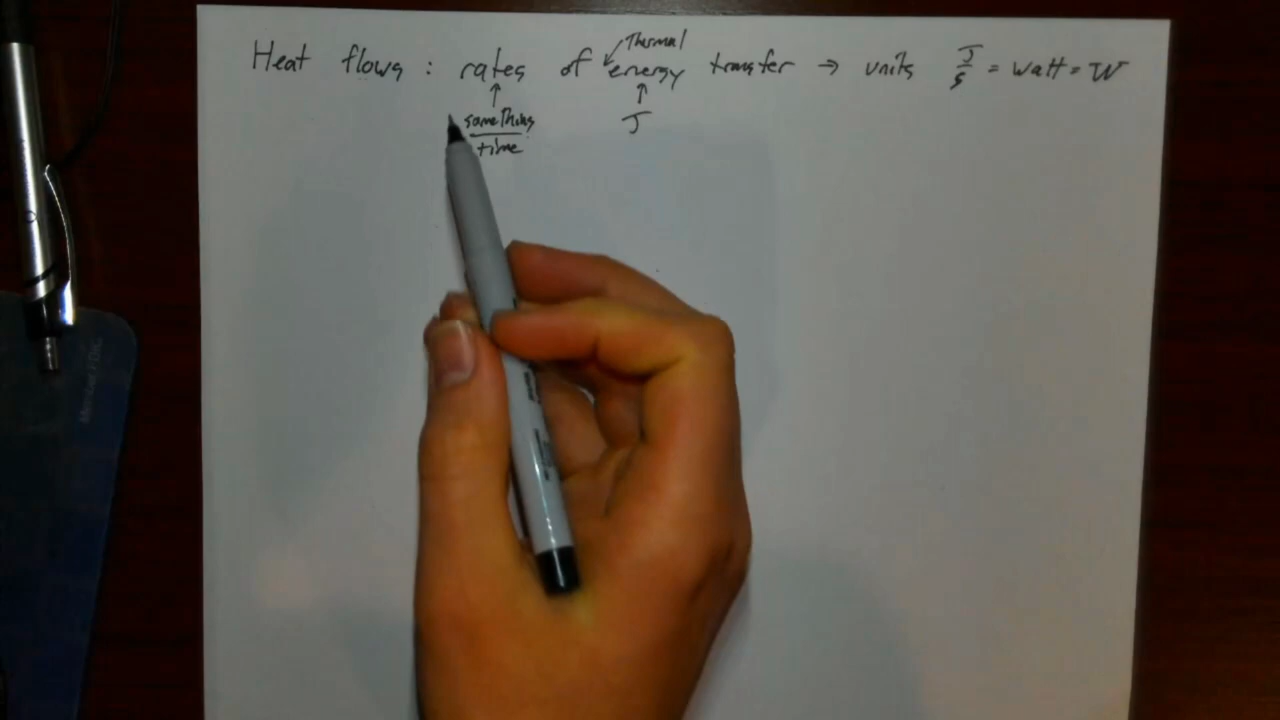 Thermal
Heat flows : rates of energy transfer → units J/s = watt = W
↑ ↑
something J
time